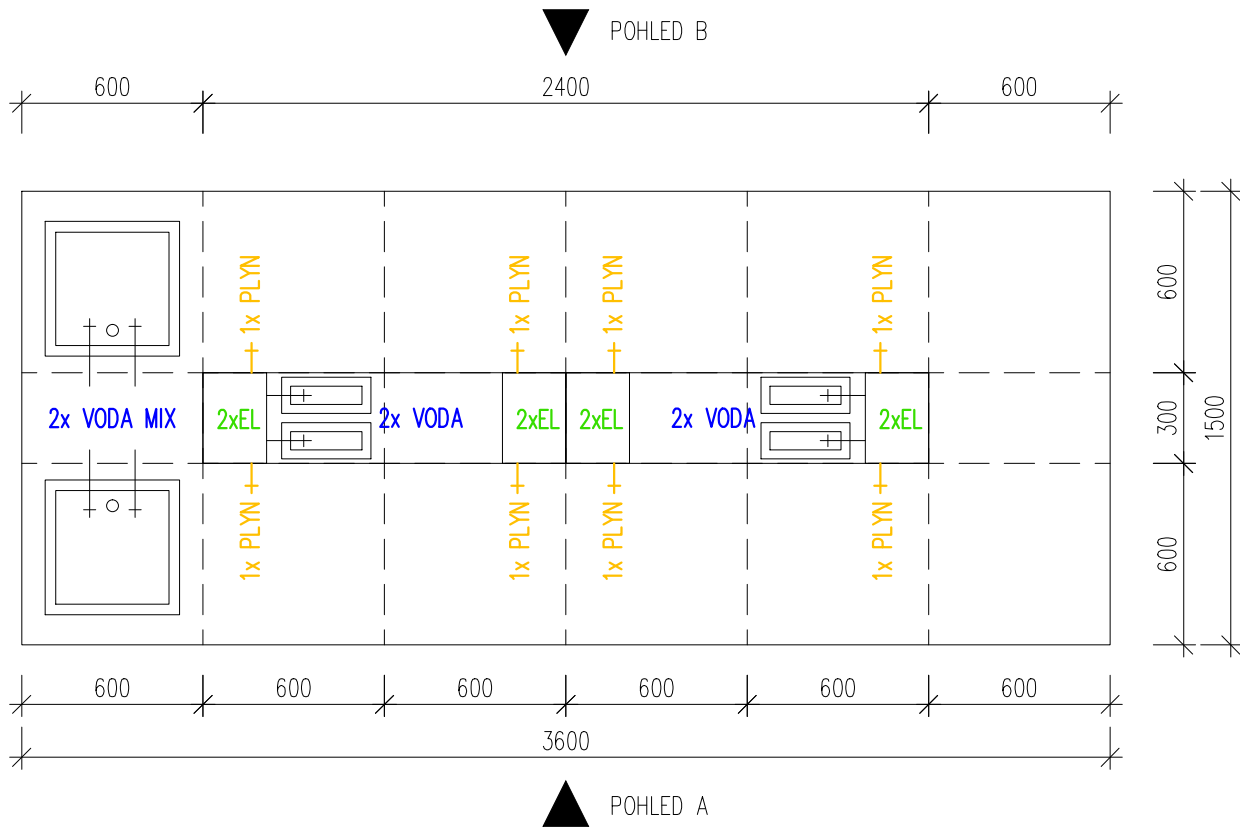 POHLED B
600
2400
600
1x PLYN
1x PLYN
1x PLYN
1x PLYN
600
2x VODA MIX
2xEL
2x VODA
2xEL
2xEL
2x VODA
2xEL
300
1500
1x PLYN
1x PLYN
1x PLYN
1x PLYN
600
600
600
600
600
600
600
3600
POHLED A